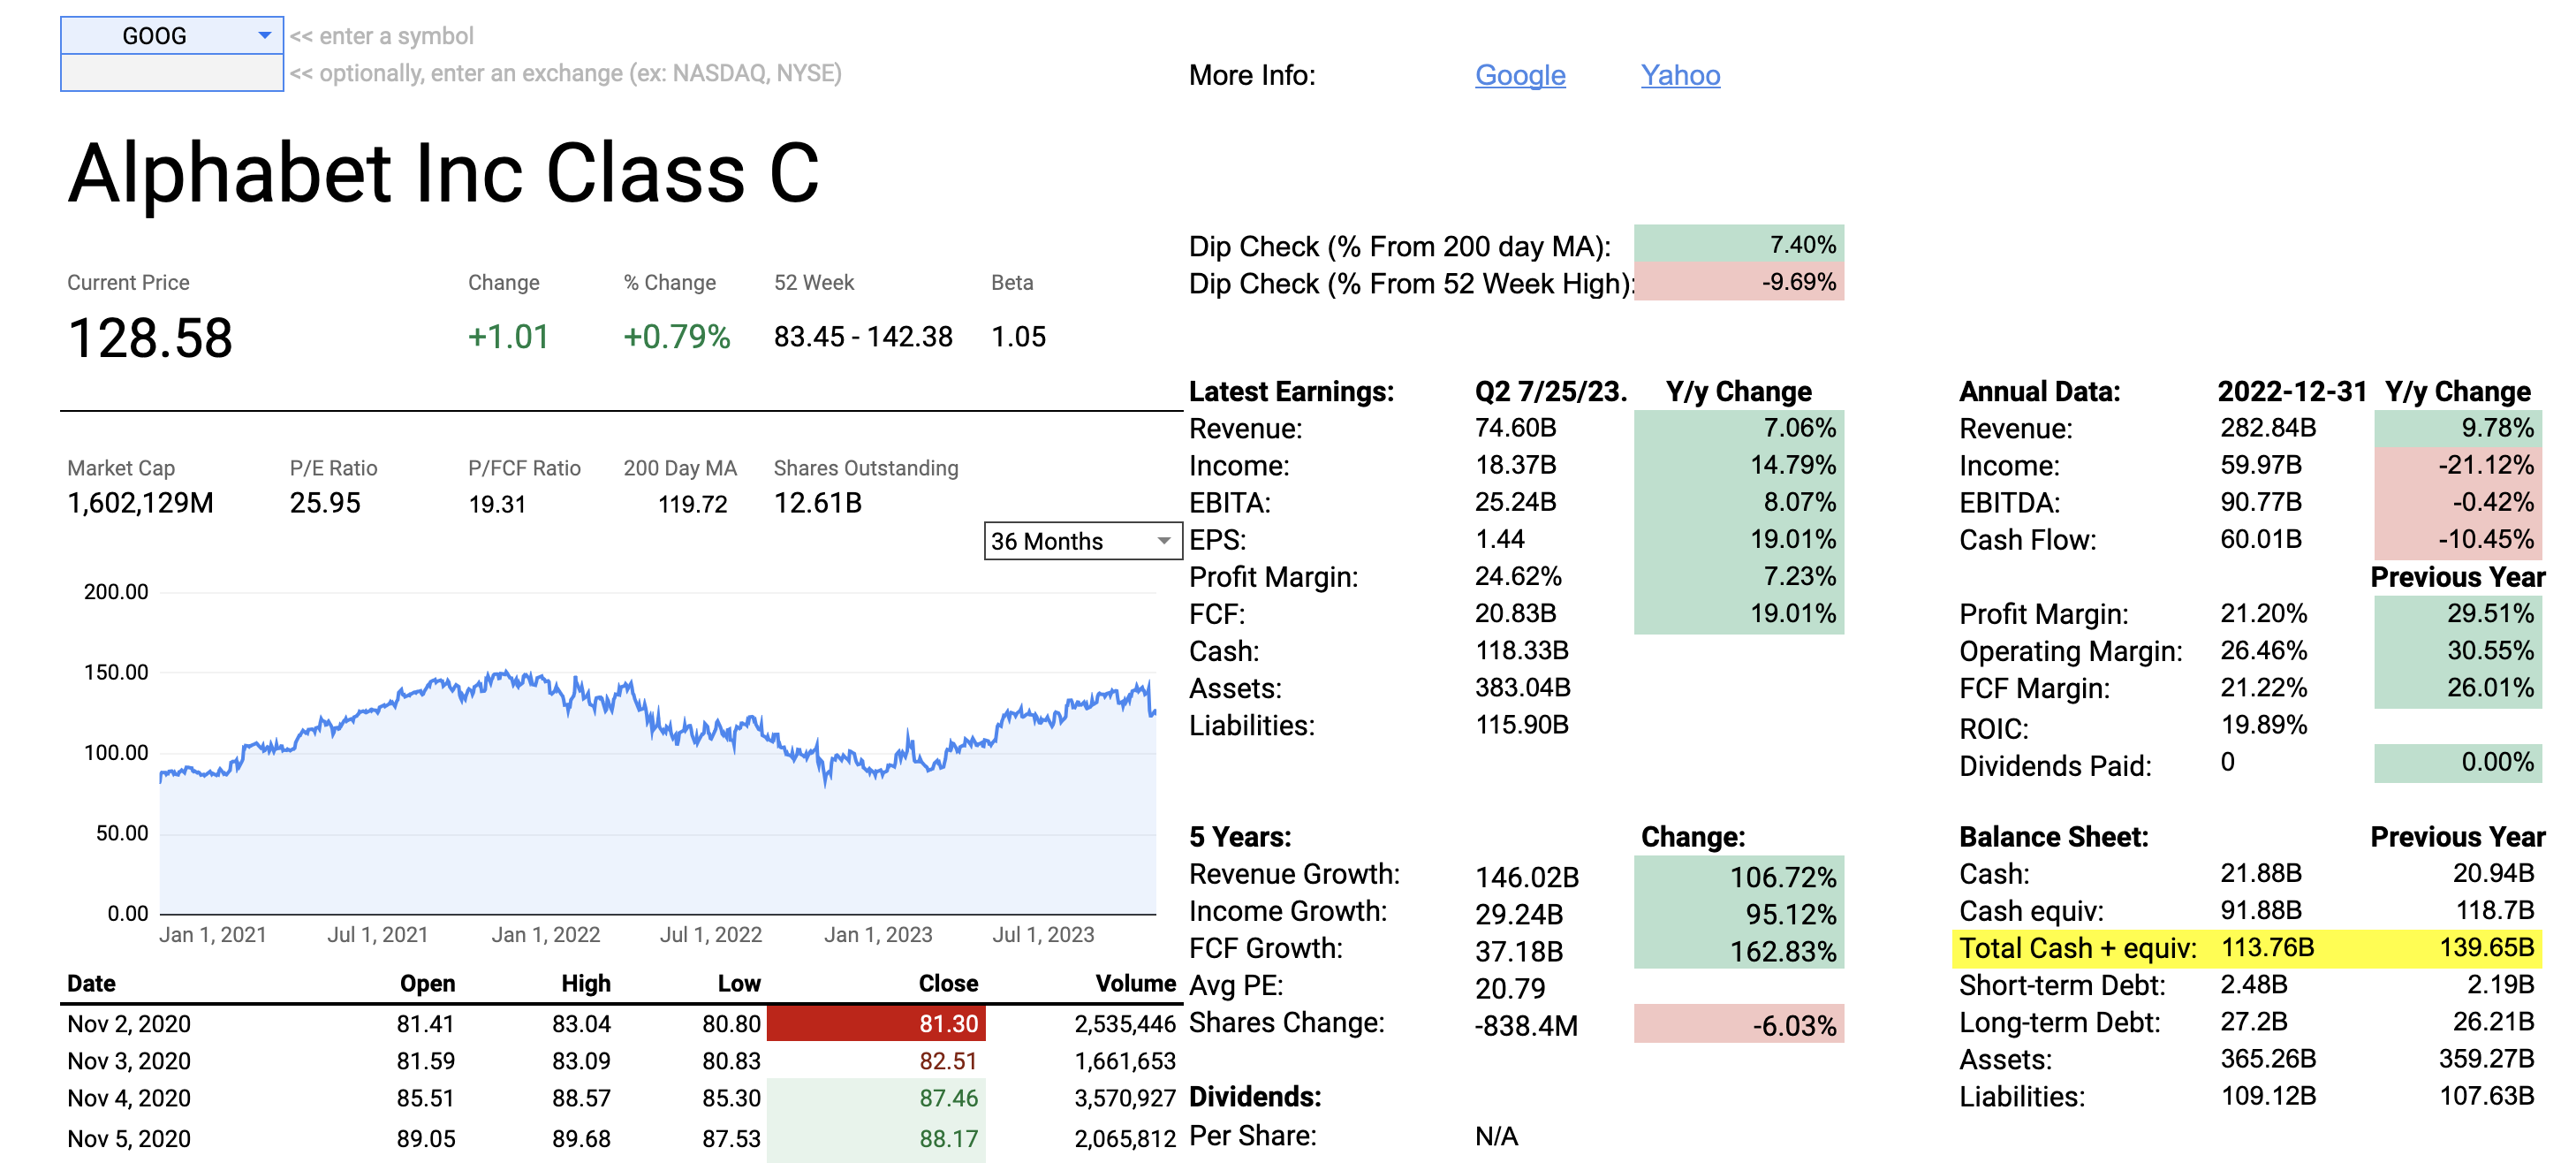 GOOG << enter a symbol
<< optionally, enter an exchange (ex: NASDAQ, NYSE)
More Info: Google Yahoo
Alphabet Inc Class C
Dip Check (% From 200 day MA): 7.40%
Dip Check (% From 52 Week High): -9.69%
Current Price Change % Change 52 Week Beta
128.58 +1.01 +0.79% 83.45 - 142.38 1.05
Market Cap P/E Ratio P/FCF Ratio 200 Day MA Shares Outstanding
1,602,129M 25.95 19.31 119.72 12.61B
36 Months
200.00
150.00
100.00
50.00
0.00
Jan 1, 2021 Jul 1, 2021 Jan 1, 2022 Jul 1, 2022 Jan 1, 2023 Jul 1, 2023
Date Open High Low Close Volume
Nov 2, 2020 81.41 83.04 80.80 81.30 2,535,446
Nov 3, 2020 81.59 83.09 80.83 82.51 1,661,653
Nov 4, 2020 85.51 88.57 85.30 87.46 3,570,927
Nov 5, 2020 89.05 89.68 87.53 88.17 2,065,812
Latest Earnings: Q2 7/25/23. Y/y Change
Revenue: 74.60B 7.06%
Income: 18.37B 14.79%
EBITA: 25.24B 8.07%
EPS: 1.44 19.01%
Profit Margin: 24.62% 7.23%
FCF: 20.83B 19.01%
Cash: 118.33B
Assets: 383.04B
Liabilities: 115.90B
5 Years: Change:
Revenue Growth: 146.02B 106.72%
Income Growth: 29.24B 95.12%
FCF Growth: 37.18B 162.83%
Avg PE: 20.79
Shares Change: -838.4M -6.03%
Dividends:
Per Share: N/A
Annual Data: 2022-12-31 Y/y Change
Revenue: 282.84B 9.78%
Income: 59.97B -21.12%
EBITDA: 90.77B -0.42%
Cash Flow: 60.01B -10.45%
Previous Year
Profit Margin: 21.20% 29.51%
Operating Margin: 26.46% 30.55%
FCF Margin: 21.22% 26.01%
ROIC: 19.89%
Dividends Paid: 0 0.00%
Balance Sheet: Previous Year
Cash: 21.88B 20.94B
Cash equiv: 91.88B 118.7B
Total Cash + equiv: 113.76B 139.65B
Short-term Debt: 2.48B 2.19B
Long-term Debt: 27.2B 26.21B
Assets: 365.26B 359.27B
Liabilities: 109.12B 107.63B